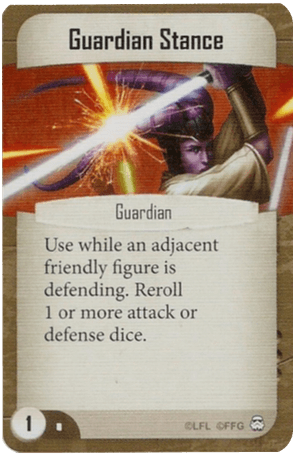 Guardian Stance
Guardian
Use while an adjacent
friendly figure is
defending. Reroll
1 or more attack or
defense dice.
1
©LFL ©FFG